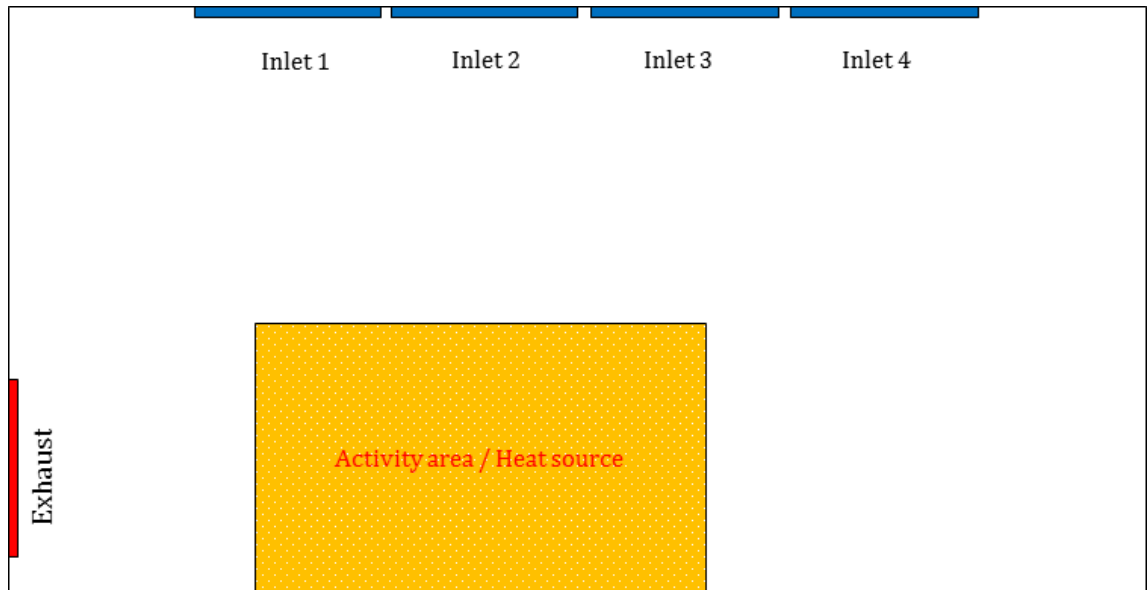 Inlet 1
Inlet 2
Inlet 3
Inlet 4
Activity area / Heat source
Exhaust